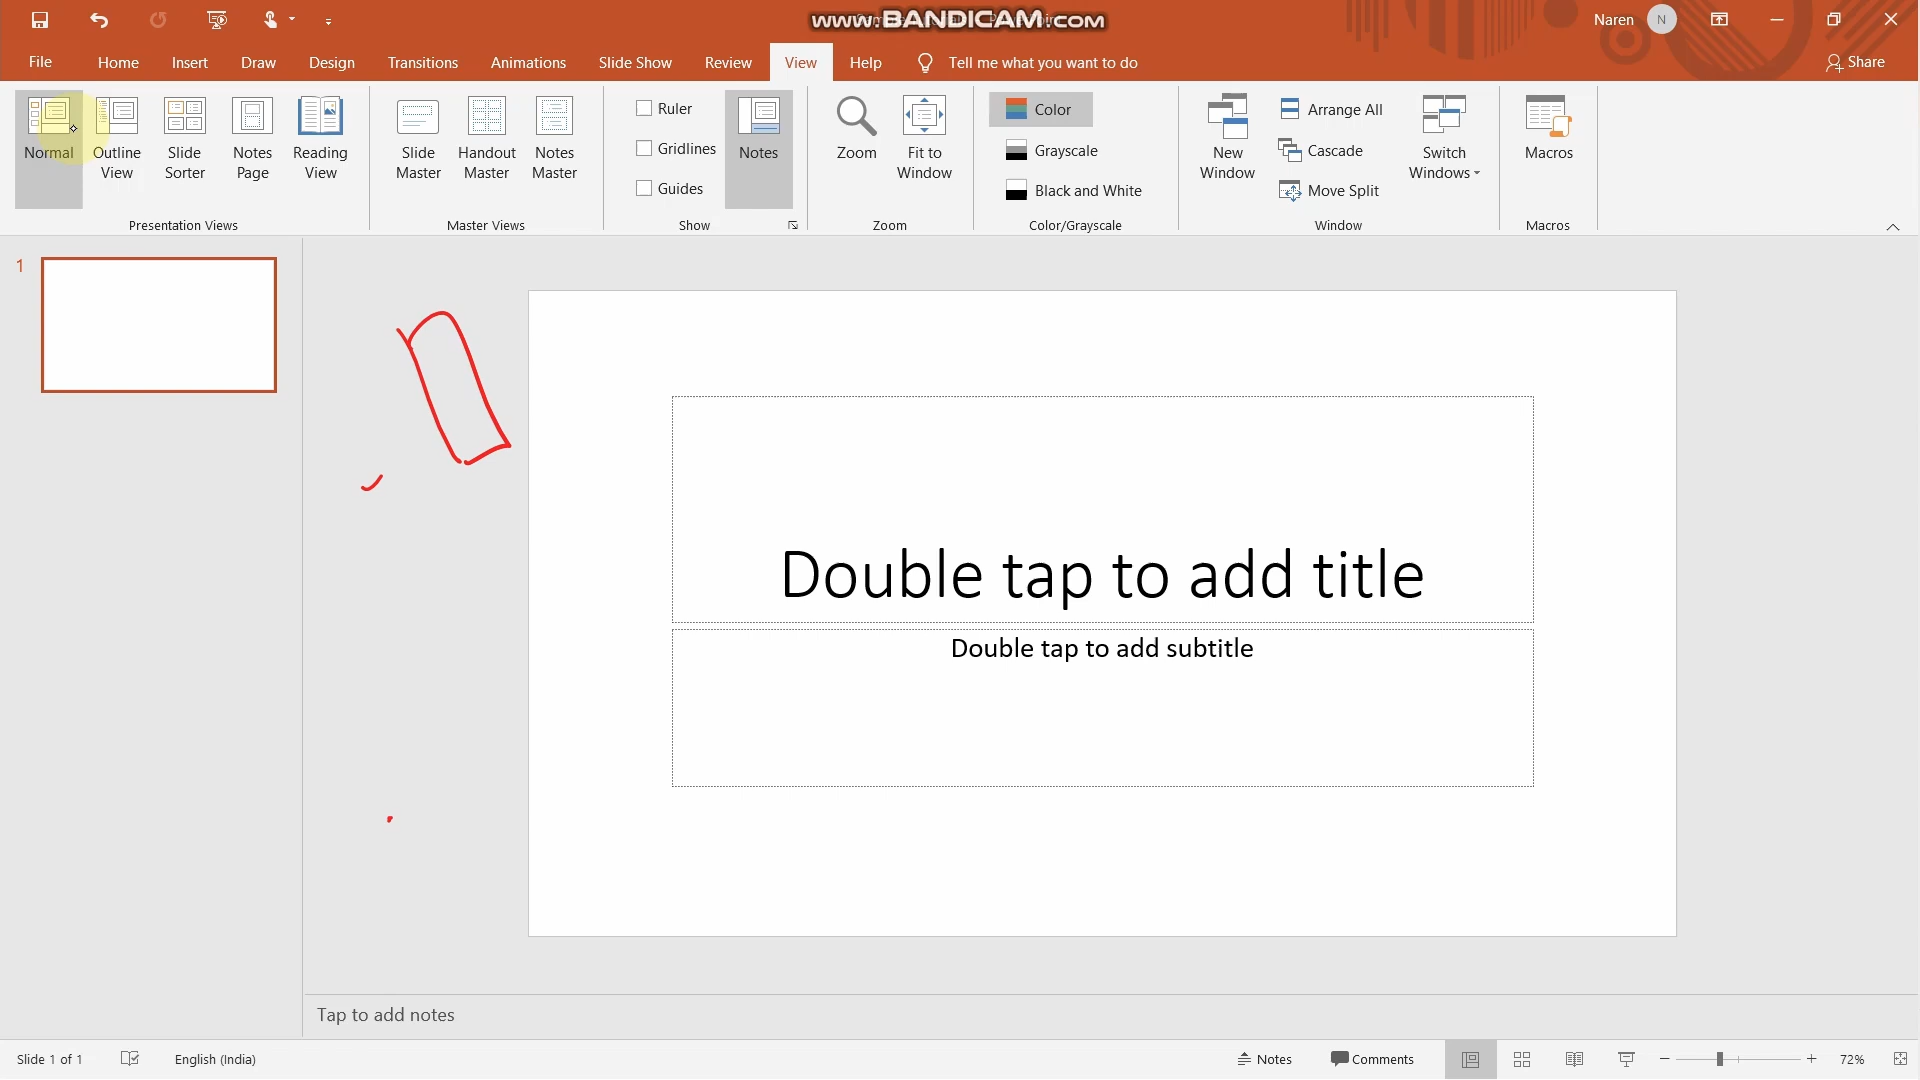 www.BANDICAM.com
Naren
N
File
Home
Insert
Draw
Design
Transitions
Animations
Slide Show
Review
View
Help
Tell me what you want to do
Share
Normal
Outline View
Slide Sorter
Notes Page
Reading View
Presentation Views
Slide Master
Handout Master
Notes Master
Master Views
Ruler
Gridlines
Guides
Notes
Show
Zoom
Fit to Window
Zoom
Color
Grayscale
Black and White
Color/Grayscale
New Window
Arrange All
Cascade
Move Split
Switch Windows
Window
Macros
Macros
1
Double tap to add title
Double tap to add subtitle
Tap to add notes
Slide 1 of 1
English (India)
Notes
Comments
72%